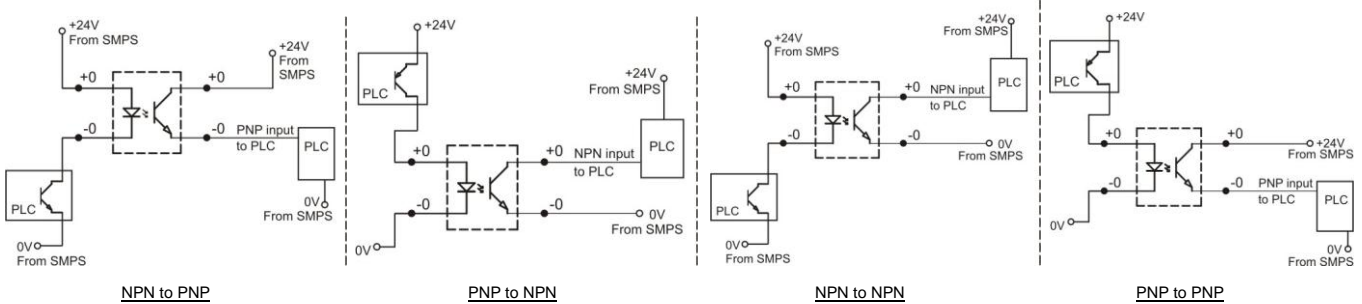 +24V
From SMPS
+24V
From
SMPS
+0
+0
-0
-0
PNP input
to PLC
PLC
PLC
0V
From SMPS
0V
From SMPS
NPN to PNP
+24V
PLC
+24V
From SMPS
+0
+0
NPN input
to PLC
PLC
-0
-0
0V
From SMPS
0V
PNP to NPN
+24V
From SMPS
+24V
From SMPS
PLC
+0
+0
NPN input
to PLC
-0
-0
0V
From SMPS
PLC
0V
From SMPS
NPN to NPN
+24V
PLC
+0
+0
+24V
From SMPS
-0
-0
PNP input
to PLC
PLC
0V
0V
From SMPS
PNP to PNP